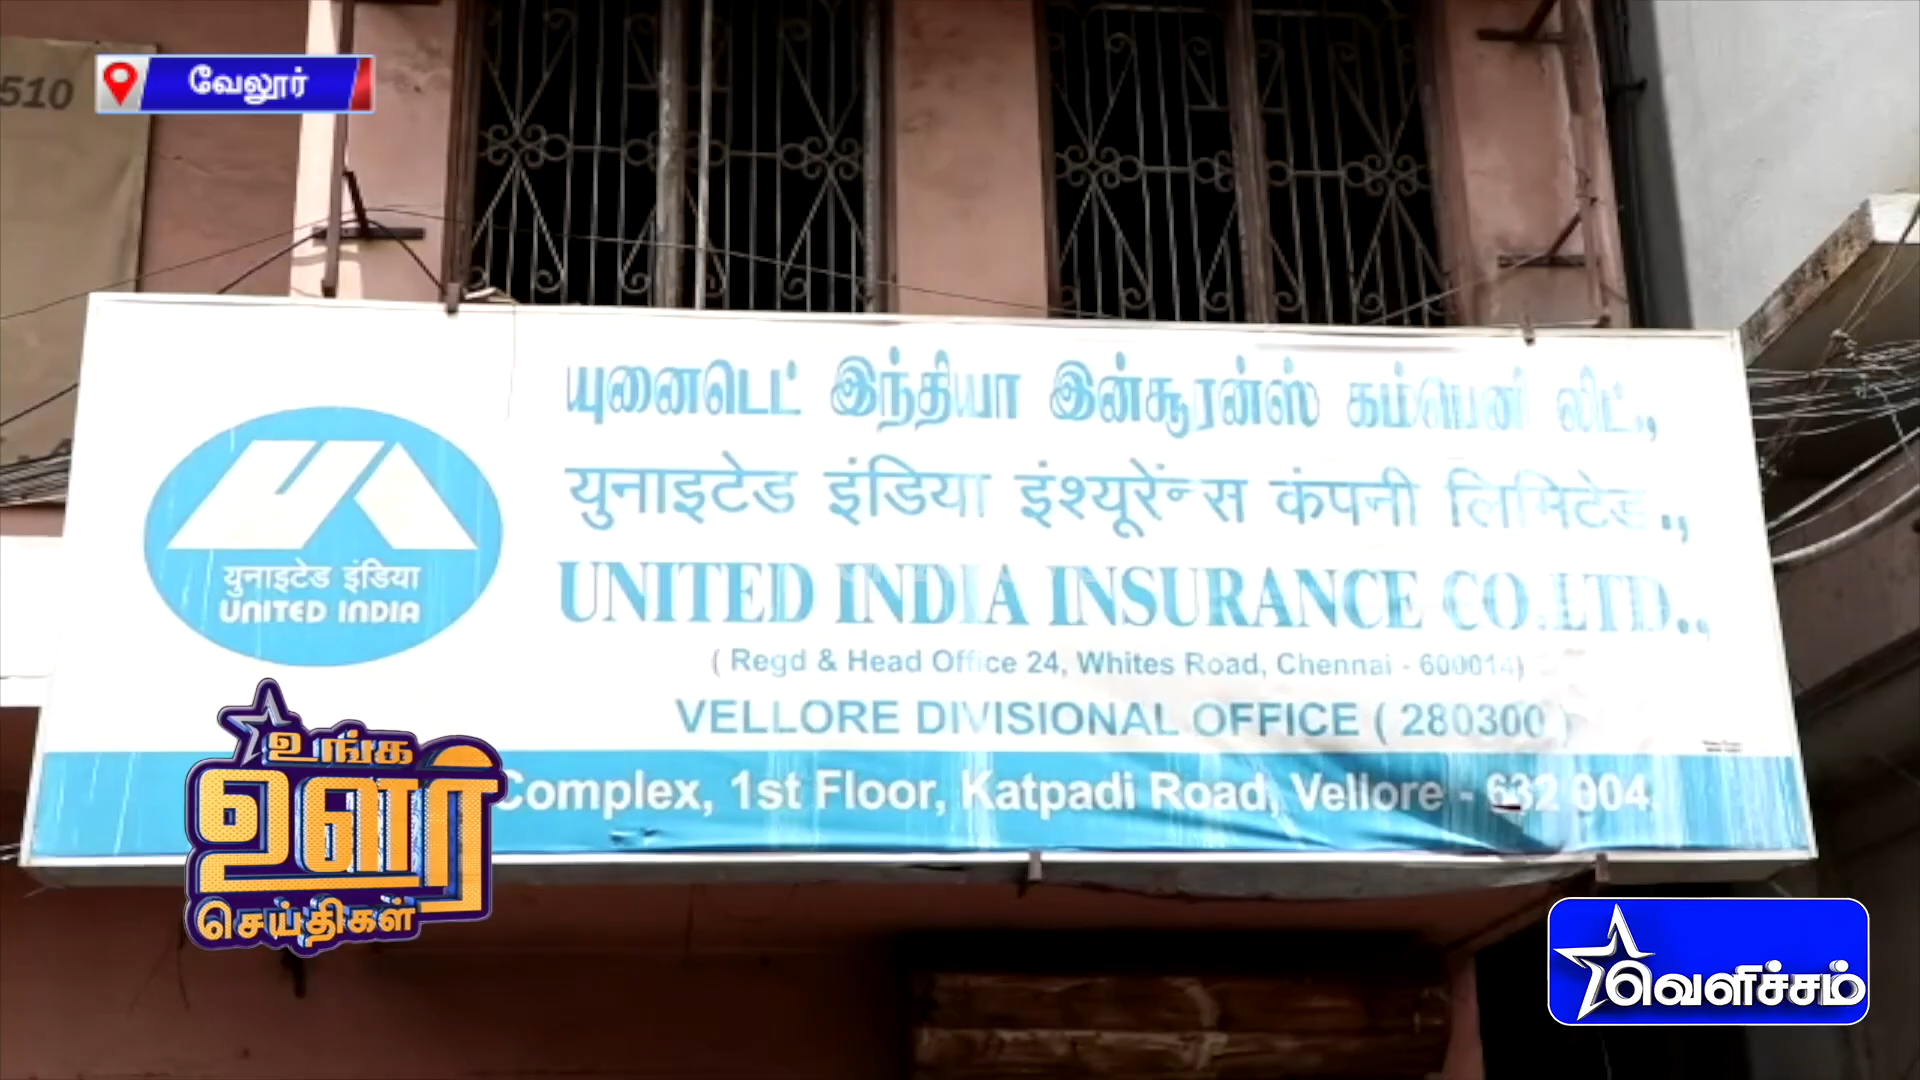 510
வேலூர்
யுனைடெட் இந்தியா இன்சூரன்ஸ் கம்பெனி லிட்.,
युनाइटेड इंडिया इंश्यूरेन्स कंपनी लिमिटेड.,
युनाइटेड इंडिया
UNITED INDIA
UNITED INDIA INSURANCE CO.LTD.,
( Regd & Head Office 24, Whites Road, Chennai - 600014)
VELLORE DIVISIONAL OFFICE ( 280300 )
Complex, 1st Floor, Katpadi Road, Vellore - 632 004.
உங்க
ஊர்
செய்திகள்
வெளிச்சம்